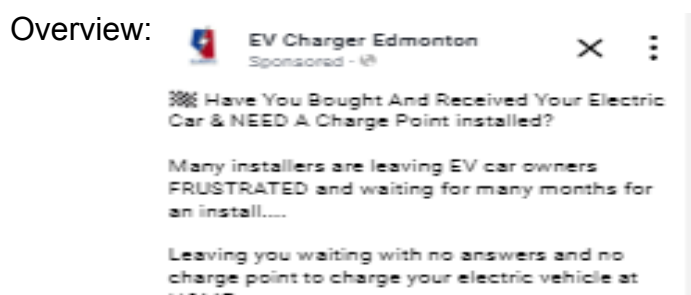 Overview:
EV Charger Edmonton
Sponsored ·
Have You Bought And Received Your Electric
Car & NEED A Charge Point installed?
Many installers are leaving EV car owners
FRUSTRATED and waiting for many months for
an install....
Leaving you waiting with no answers and no
charge point to charge your electric vehicle at